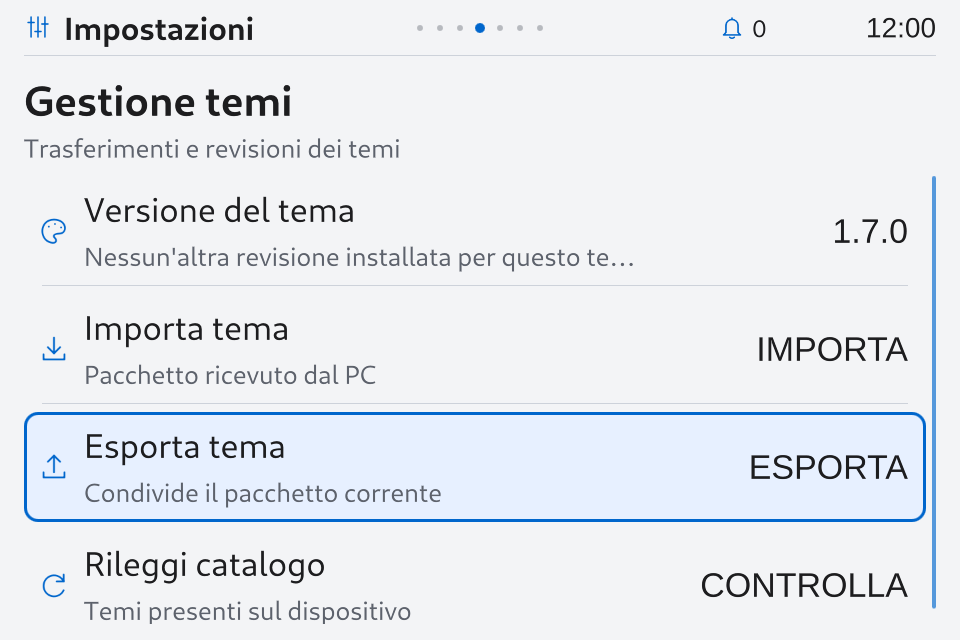 Impostazioni
0
12:00
Gestione temi
Trasferimenti e revisioni dei temi
Versione del tema
1.7.0
Nessun'altra revisione installata per questo te…
Importa tema
IMPORTA
Pacchetto ricevuto dal PC
Esporta tema
ESPORTA
Condivide il pacchetto corrente
Rileggi catalogo
CONTROLLA
Temi presenti sul dispositivo